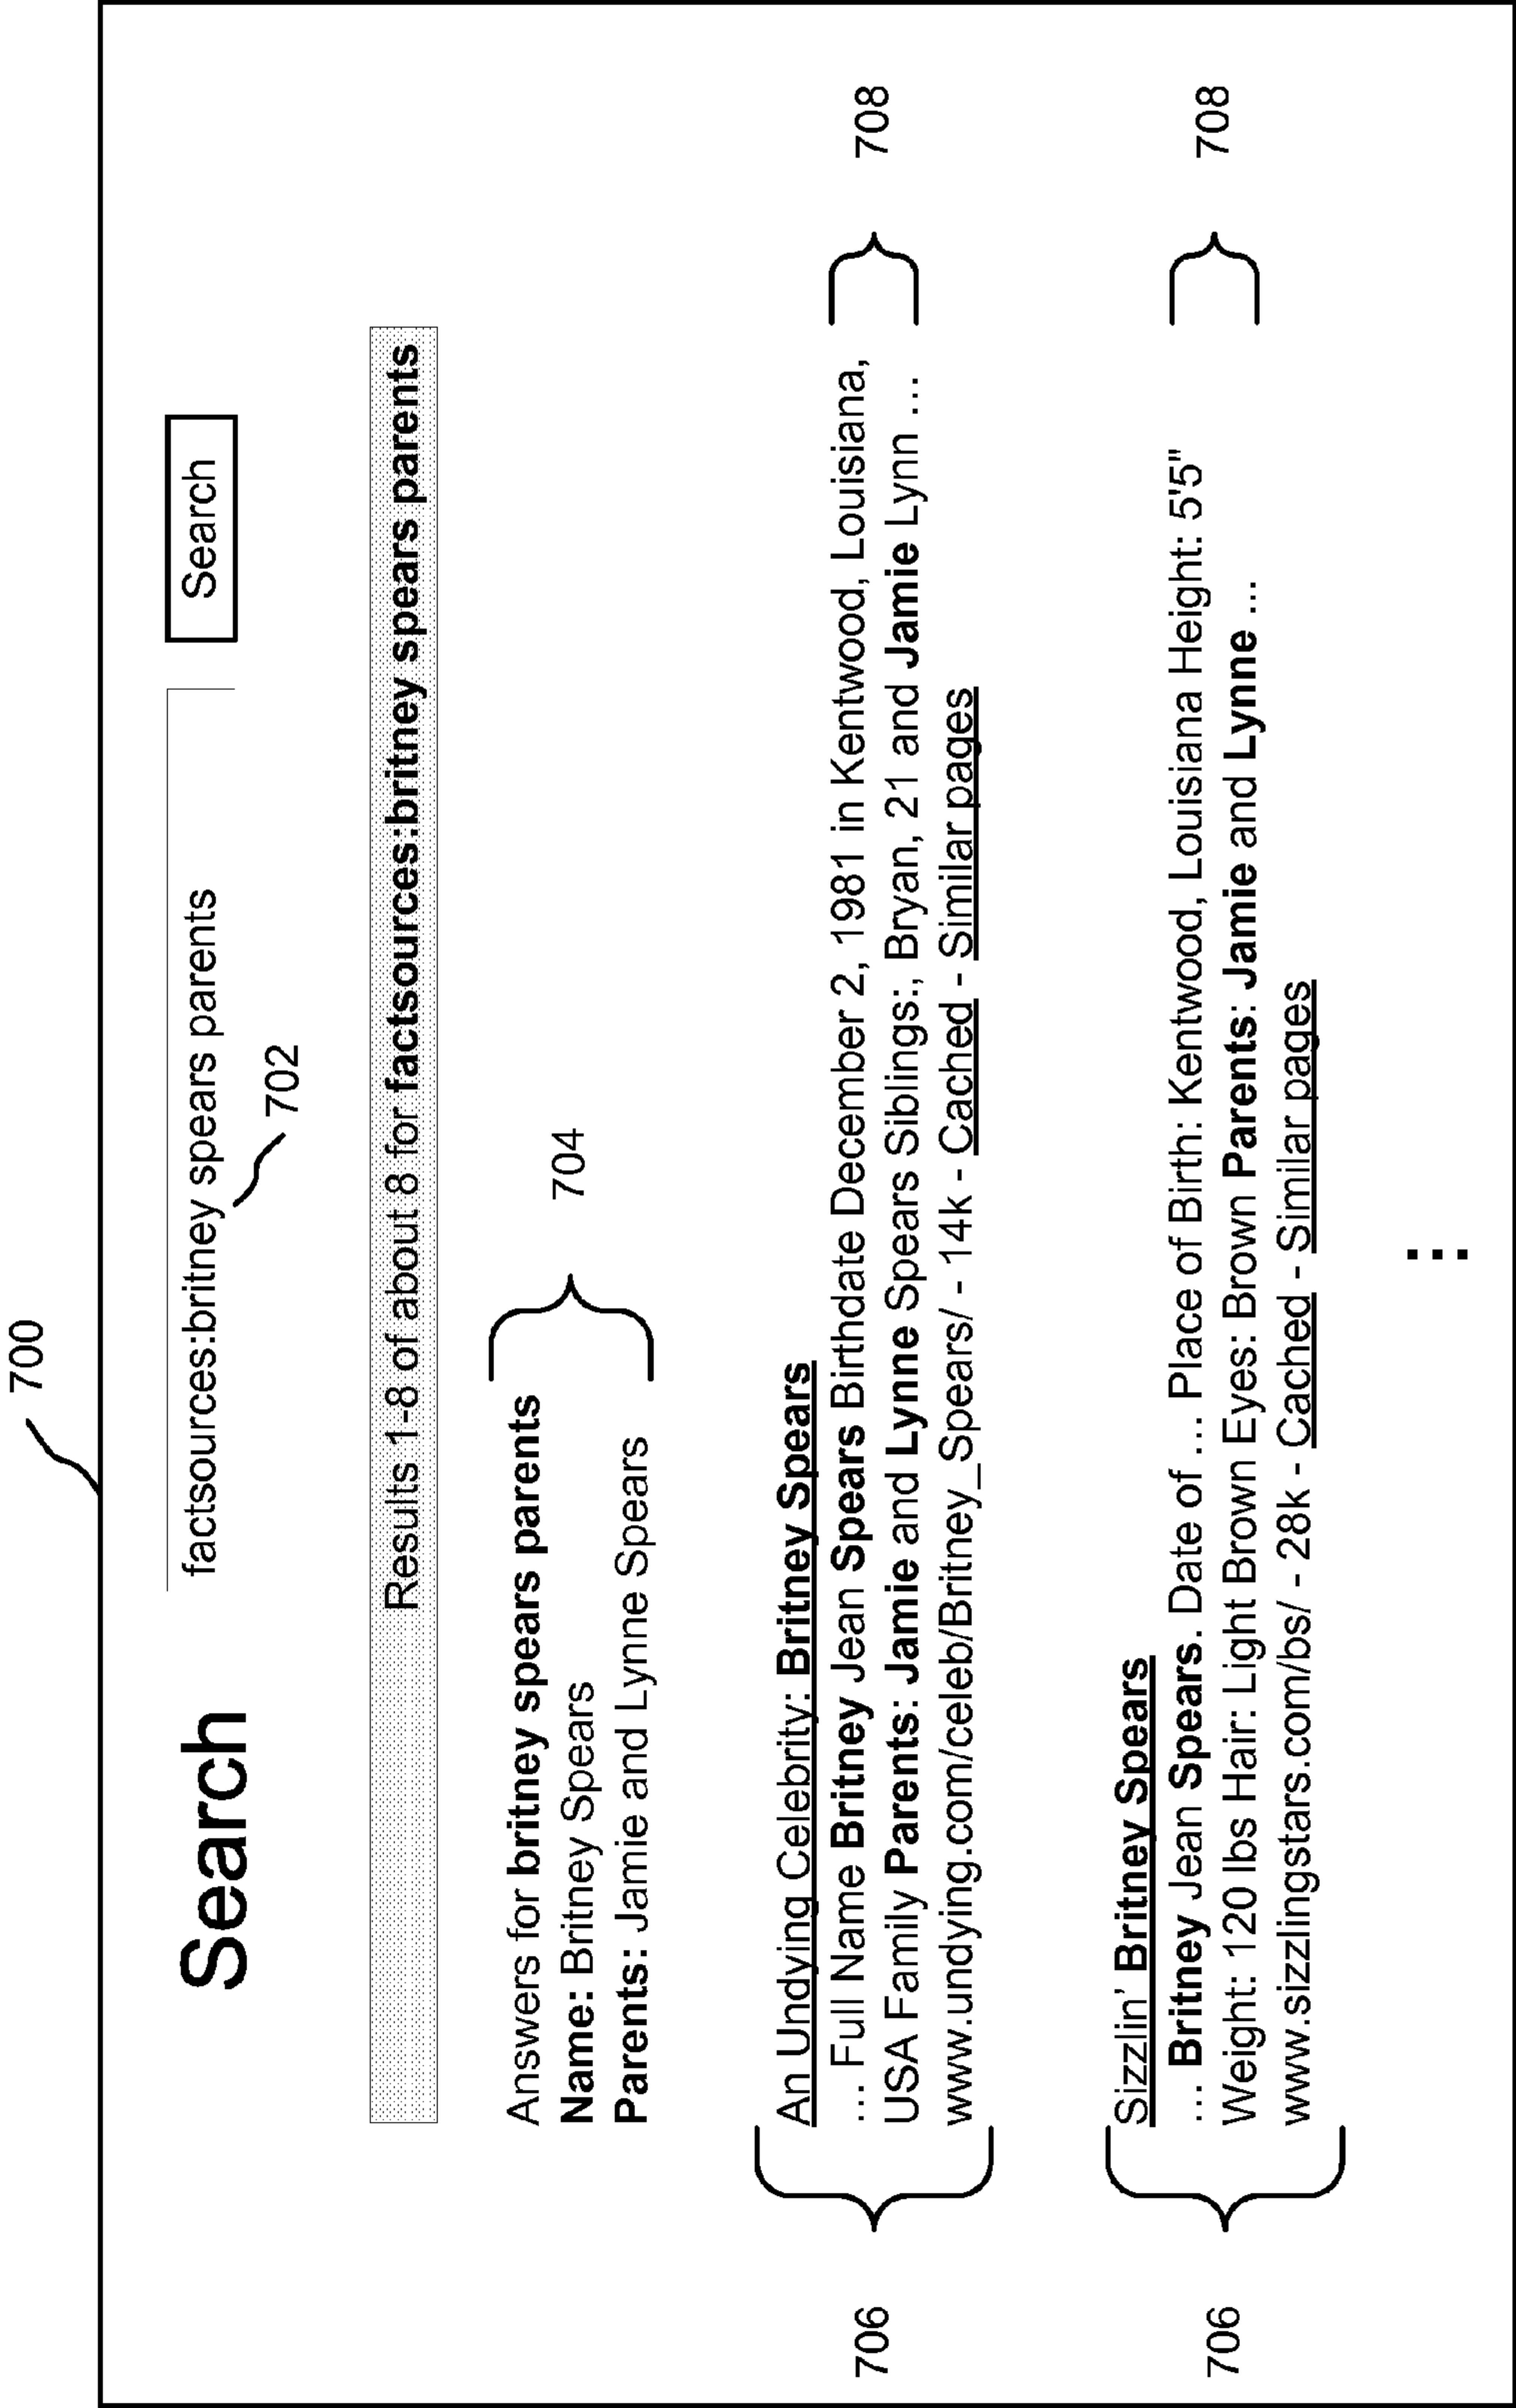 700
Search
factsources:britney spears parents
Search
702
Results 1-8 of about 8 for factsources:britney spears parents
Answers for britney spears parents
Name: Britney Spears
Parents: Jamie and Lynne Spears
704
An Undying Celebrity: Britney Spears
... Full Name Britney Jean Spears Birthdate December 2, 1981 in Kentwood, Louisiana,
USA Family Parents: Jamie and Lynne Spears Siblings:, Bryan, 21 and Jamie Lynn ...
www.undying.com/celeb/Britney_Spears/ - 14k - Cached - Similar pages
706
708
Sizzlin' Britney Spears
... Britney Jean Spears. Date of ... Place of Birth: Kentwood, Louisiana Height: 5'5"
Weight: 120 lbs Hair: Light Brown Eyes: Brown Parents: Jamie and Lynne ...
www.sizzlingstars.com/bs/ - 28k - Cached - Similar pages
706
708